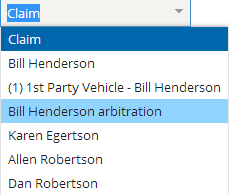 Claim
Claim
Bill Henderson
(1) 1st Party Vehicle - Bill Henderson
Bill Henderson arbitration
Karen Egertson
Allen Robertson
Dan Robertson